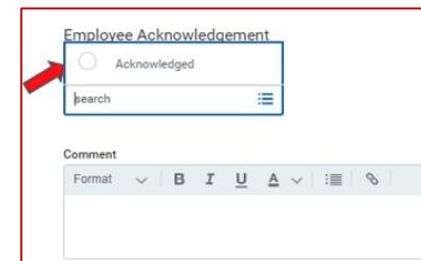 Employee Acknowledgement
Acknowledged
search
Comment
Format B I U A